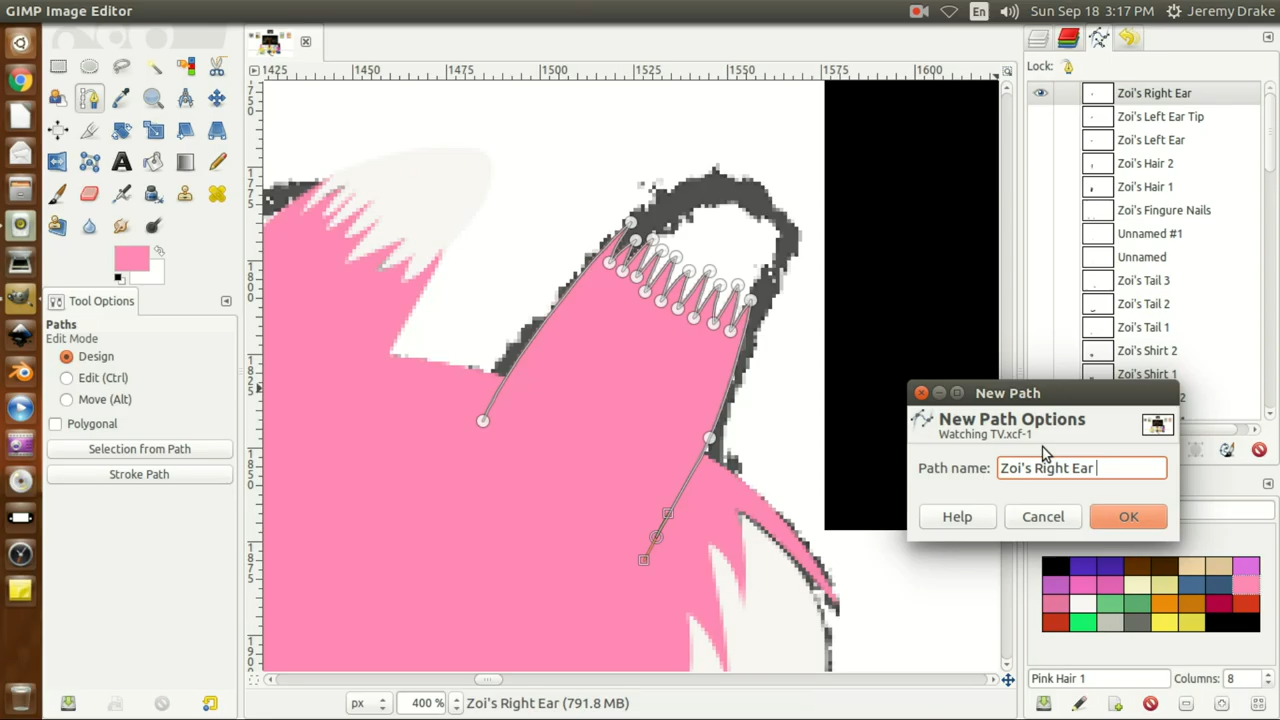 GIMP Image Editor
En
Sun Sep 18 3:17 PM
Jeremy Drake
Tool Options
Paths
Edit Mode
Design
Edit (Ctrl)
Move (Alt)
Polygonal
Selection from Path
Stroke Path
1425
1450
1475
1500
1525
1550
1575
1600
px
400 %
Zoi's Right Ear (791.8 MB)
Lock:
Zoi's Right Ear
Zoi's Left Ear Tip
Zoi's Left Ear
Zoi's Hair 2
Zoi's Hair 1
Zoi's Fingure Nails
Unnamed #1
Unnamed
Zoi's Tail 3
Zoi's Tail 2
Zoi's Tail 1
Zoi's Shirt 2
Zoi's Shirt 1
New Path
New Path Options
Watching TV.xcf-1
Path name:
Zoi's Right Ear
Help
Cancel
OK
Pink Hair 1
Columns:
8